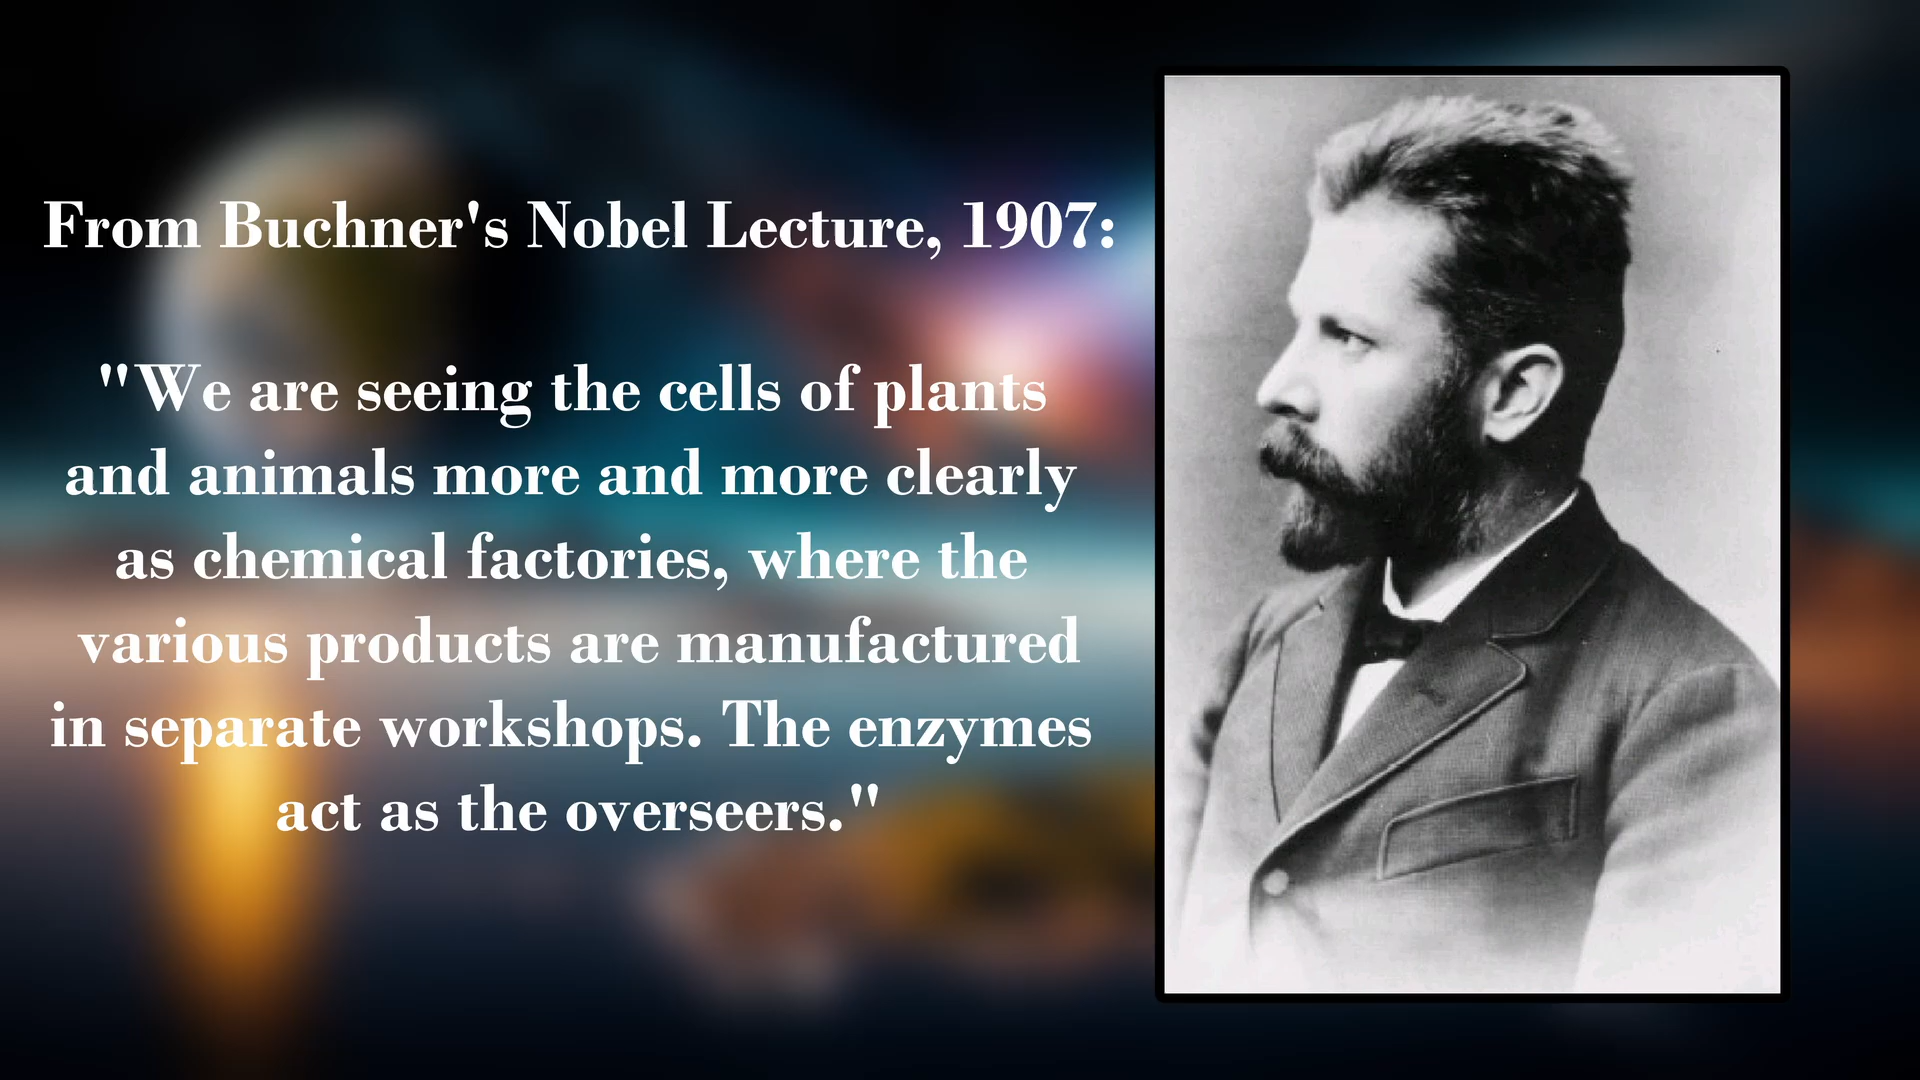 From Buchner's Nobel Lecture, 1907:
"We are seeing the cells of plants
and animals more and more clearly
as chemical factories, where the
various products are manufactured
in separate workshops. The enzymes
act as the overseers."